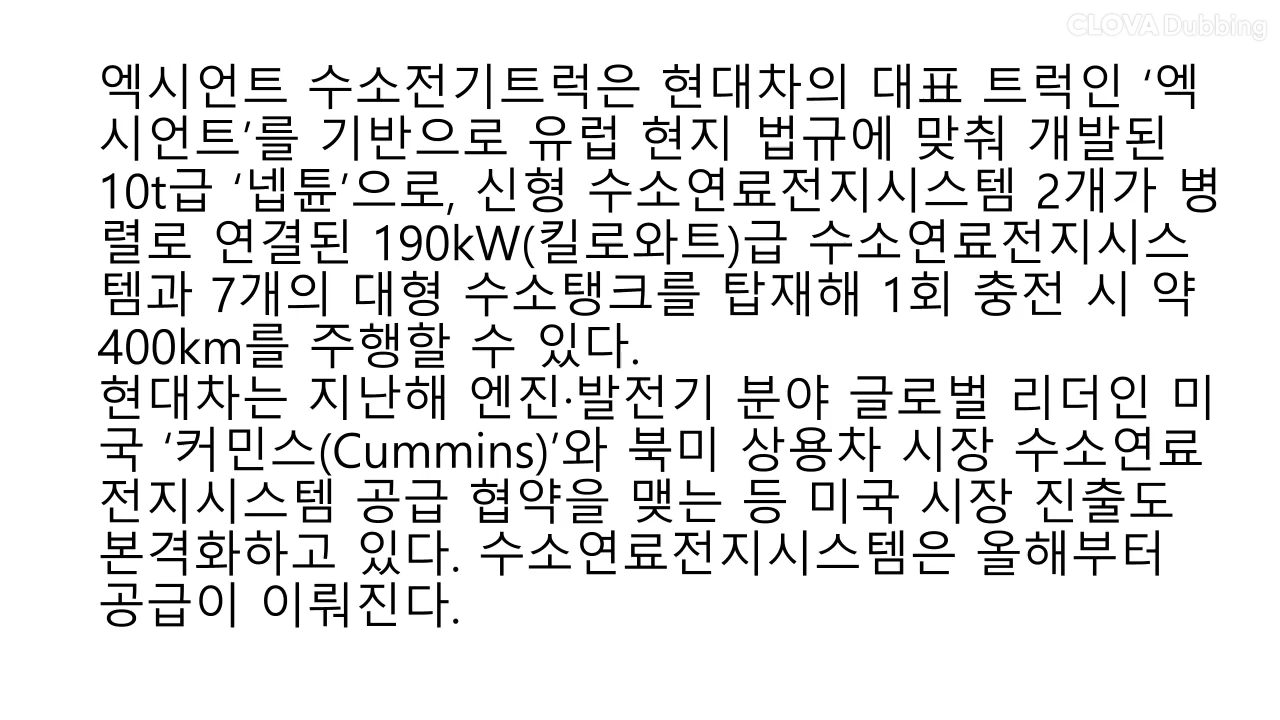 CLOVA Dubbing
엑시언트 수소전기트럭은 현대차의 대표 트럭인 ‘엑
시언트’를 기반으로 유럽 현지 법규에 맞춰 개발된
10t급 ‘넵튠’으로, 신형 수소연료전지시스템 2개가 병
렬로 연결된 190kW(킬로와트)급 수소연료전지시스
템과 7개의 대형 수소탱크를 탑재해 1회 충전 시 약
400km를 주행할 수 있다.
현대차는 지난해 엔진·발전기 분야 글로벌 리더인 미
국 ‘커민스(Cummins)’와 북미 상용차 시장 수소연료
전지시스템 공급 협약을 맺는 등 미국 시장 진출도
본격화하고 있다. 수소연료전지시스템은 올해부터
공급이 이뤄진다.